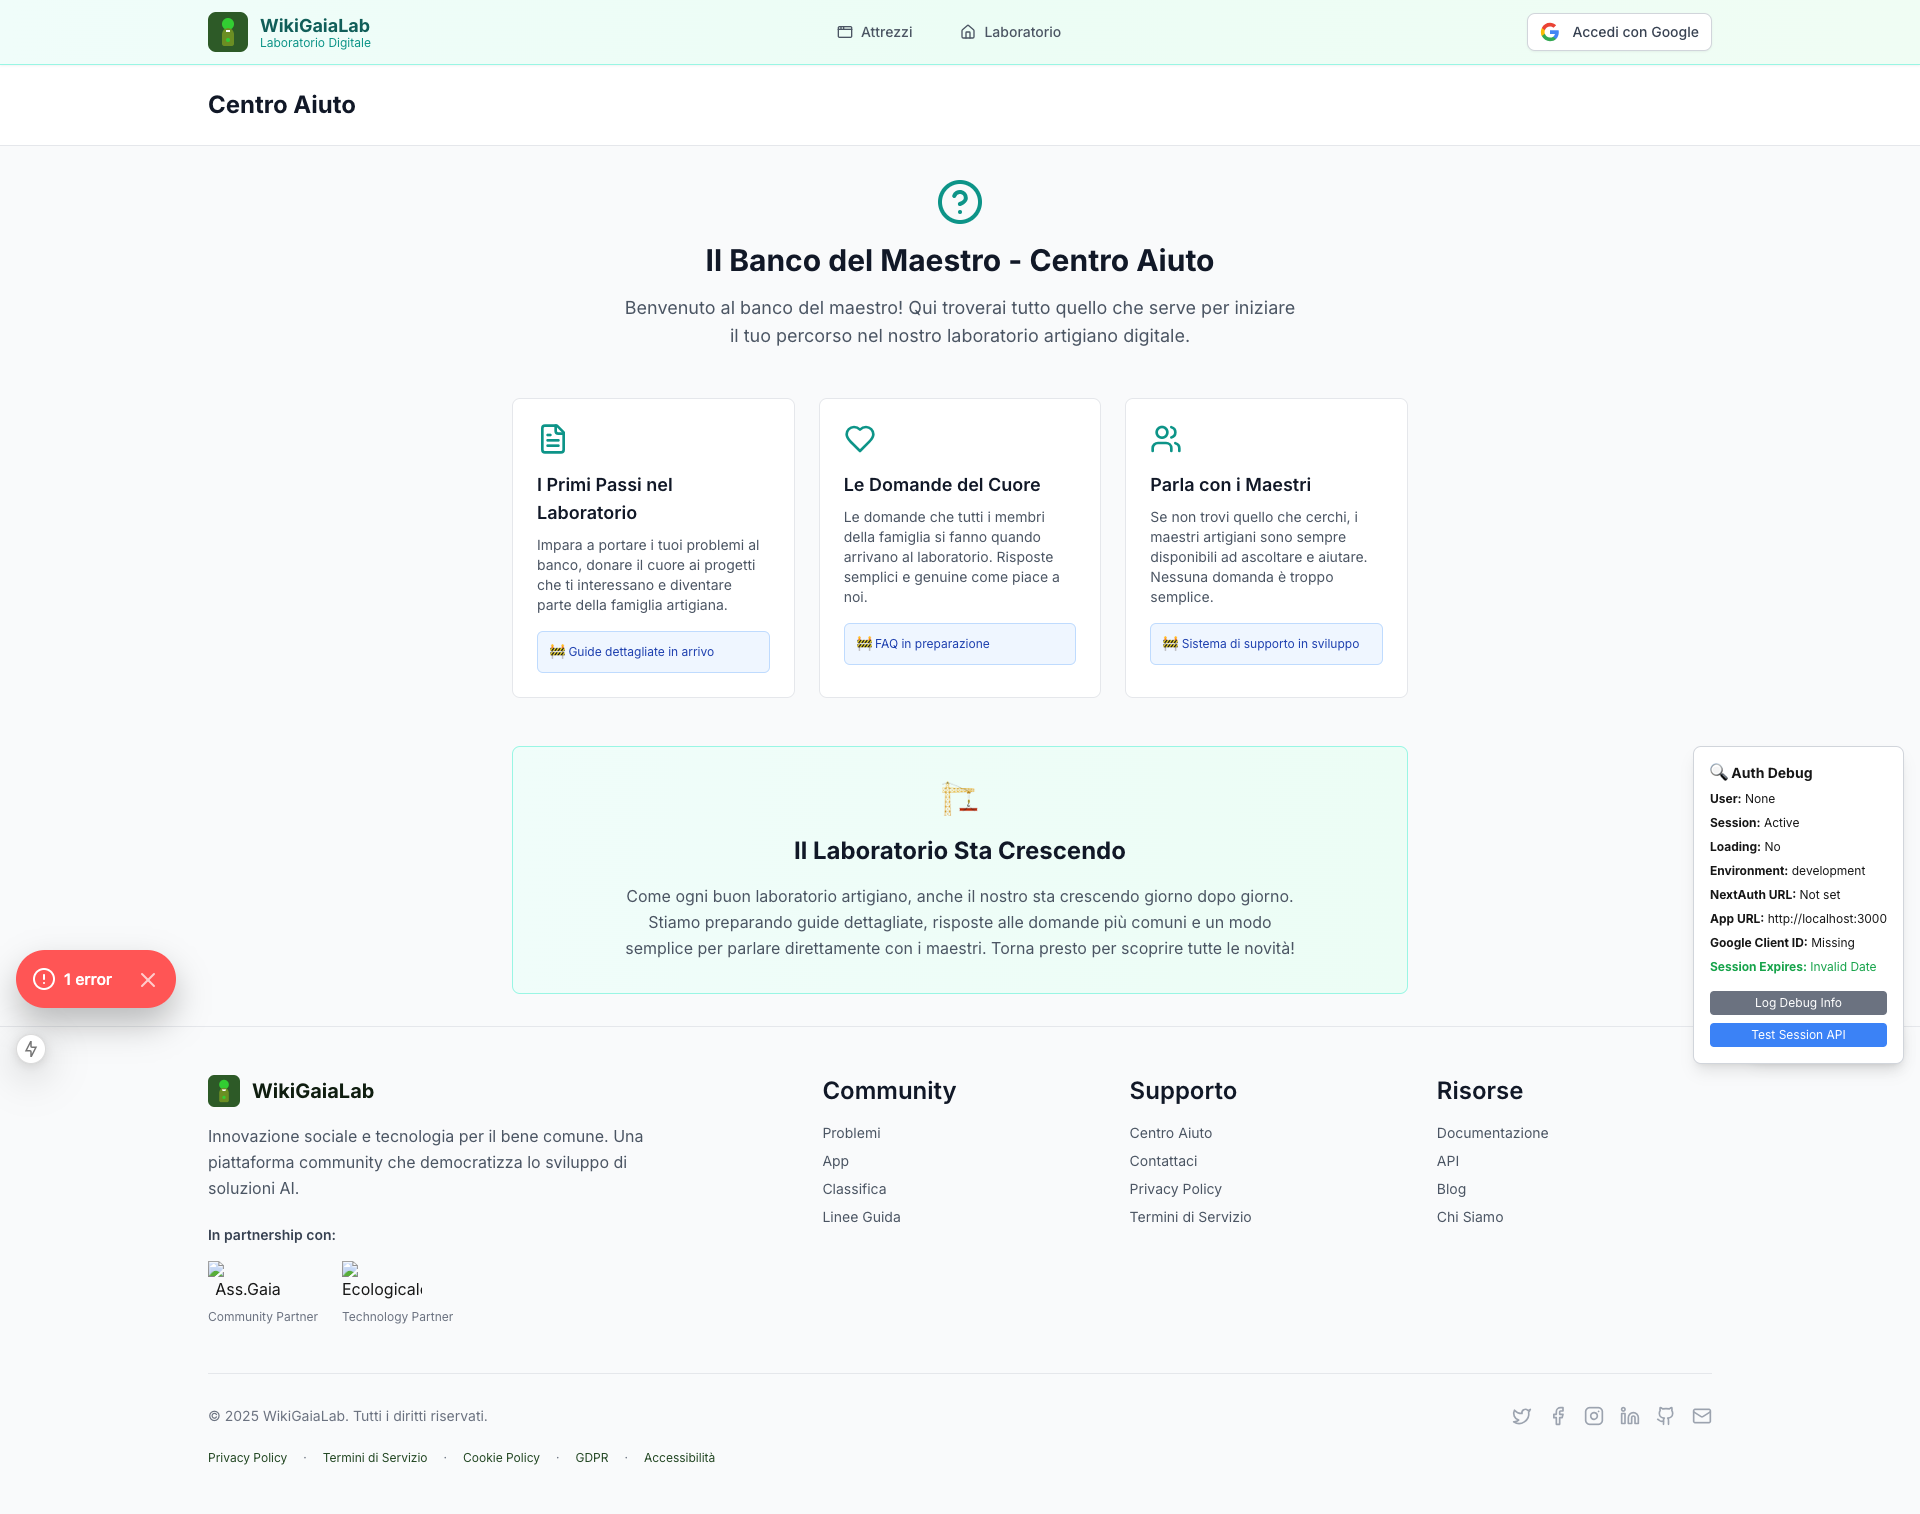 WikiGaiaLab
Laboratorio Digitale
Attrezzi
Laboratorio
Accedi con Google
Centro Aiuto
Il Banco del Maestro - Centro Aiuto
Benvenuto al banco del maestro! Qui troverai tutto quello che serve per iniziare
il tuo percorso nel nostro laboratorio artigiano digitale.
I Primi Passi nel
Laboratorio
Impara a portare i tuoi problemi al
banco, donare il cuore ai progetti
che ti interessano e diventare
parte della famiglia artigiana.
🚧 Guide dettagliate in arrivo
Le Domande del Cuore
Le domande che tutti i membri
della famiglia si fanno quando
arrivano al laboratorio. Risposte
semplici e genuine come piace a
noi.
🚧 FAQ in preparazione
Parla con i Maestri
Se non trovi quello che cerchi, i
maestri artigiani sono sempre
disponibili ad ascoltare e aiutare.
Nessuna domanda è troppo
semplice.
🚧 Sistema di supporto in sviluppo
Il Laboratorio Sta Crescendo
Come ogni buon laboratorio artigiano, anche il nostro sta crescendo giorno dopo giorno.
Stiamo preparando guide dettagliate, risposte alle domande più comuni e un modo
semplice per parlare direttamente con i maestri. Torna presto per scoprire tutte le novità!
🔍 Auth Debug
User: None
Session: Active
Loading: No
Environment: development
NextAuth URL: Not set
App URL: http://localhost:3000
Google Client ID: Missing
Session Expires: Invalid Date
Log Debug Info
Test Session API
1 error
WikiGaiaLab
Innovazione sociale e tecnologia per il bene comune. Una
piattaforma community che democratizza lo sviluppo di
soluzioni AI.
In partnership con:
Ass.Gaia
Community Partner
Technology Partner
Community
Problemi
App
Classifica
Linee Guida
Supporto
Centro Aiuto
Contattaci
Privacy Policy
Termini di Servizio
Risorse
Documentazione
API
Blog
Chi Siamo
© 2025 WikiGaiaLab. Tutti i diritti riservati.
Privacy Policy · Termini di Servizio · Cookie Policy · GDPR · Accessibilità